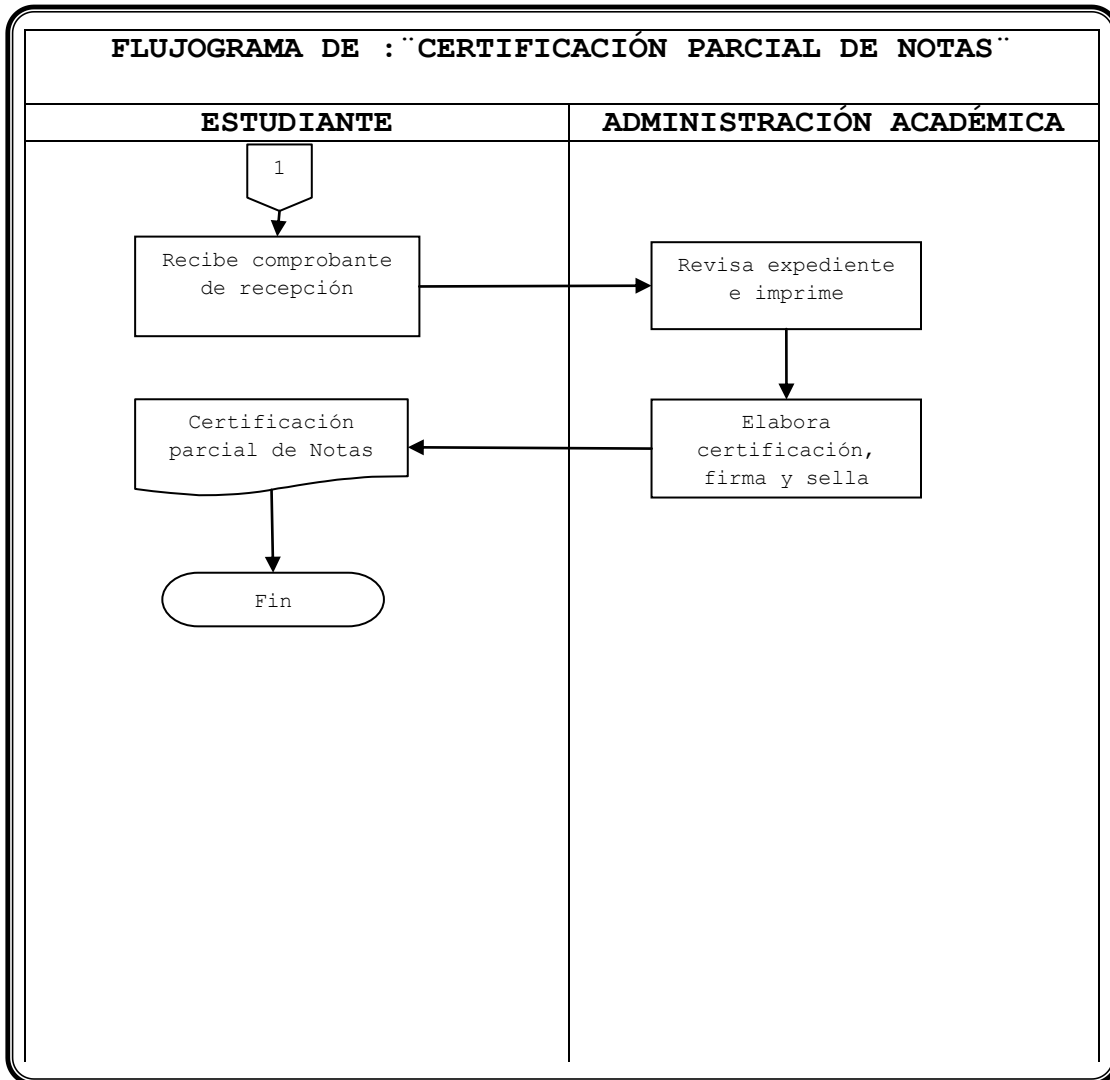 FLUJOGRAMA DE :¨CERTIFICACIÓN PARCIAL DE NOTAS¨
ESTUDIANTE
ADMINISTRACIÓN ACADÉMICA
1
Recibe comprobante
de recepción
Revisa expediente
e imprime
Elabora
certificación,
firma y sella
Certificación
parcial de Notas
Fin